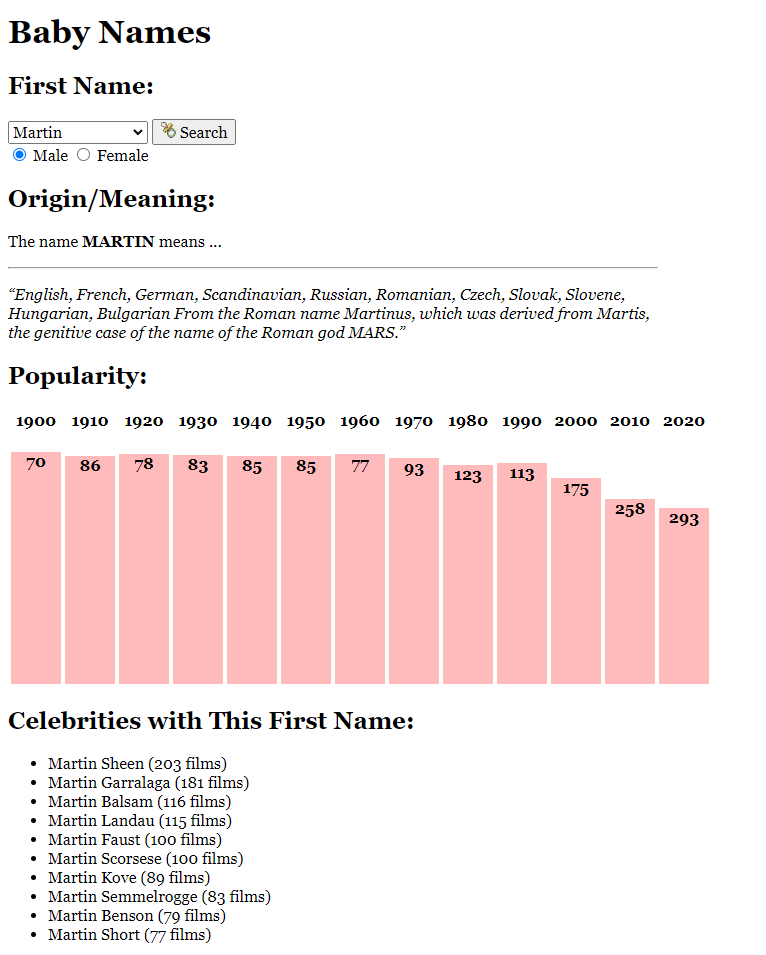 Baby Names
First Name:
Martin Search
Male Female
Origin/Meaning:
The name MARTIN means ...
“English, French, German, Scandinavian, Russian, Romanian, Czech, Slovak, Slovene,
Hungarian, Bulgarian From the Roman name Martinus, which was derived from Martis,
the genitive case of the name of the Roman god MARS.”
Popularity:
1900 1910 1920 1930 1940 1950 1960 1970 1980 1990 2000 2010 2020
70 86 78 83 85 85 77 93 123 113 175 258 293
Celebrities with This First Name:
• Martin Sheen (203 films)
• Martin Garralaga (181 films)
• Martin Balsam (116 films)
• Martin Landau (115 films)
• Martin Faust (100 films)
• Martin Scorsese (100 films)
• Martin Kove (89 films)
• Martin Semmelrogge (83 films)
• Martin Benson (79 films)
• Martin Short (77 films)